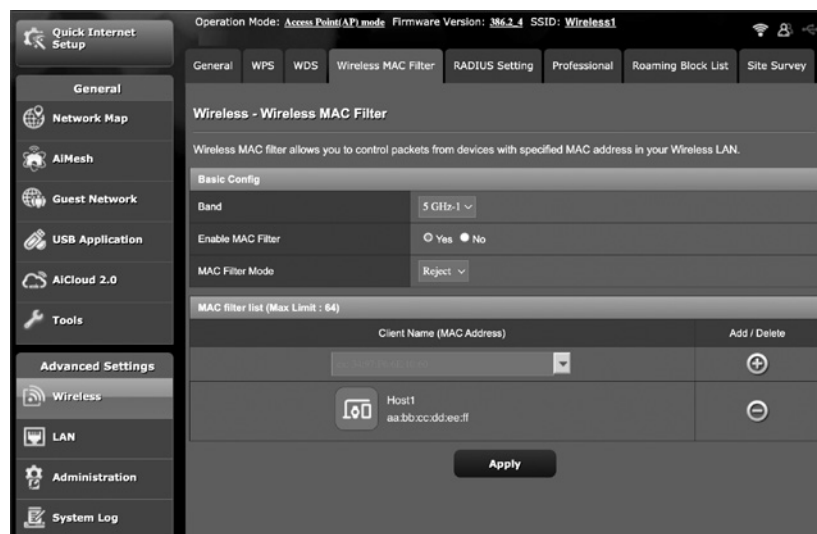 Quick Internet
Setup
Operation Mode: Access Point(AP) mode Firmware Version: 386.2_4 SSID: Wireless1
General WPS WDS Wireless MAC Filter RADIUS Setting Professional Roaming Block List Site Survey
General
Network Map
AiMesh
Guest Network
USB Application
AiCloud 2.0
Tools
Advanced Settings
Wireless
LAN
Administration
System Log
Wireless - Wireless MAC Filter
Wireless MAC filter allows you to control packets from devices with specified MAC address in your Wireless LAN.
Basic Config
Band 5 GHz-1
Enable MAC Filter Yes No
MAC Filter Mode Reject
MAC filter list (Max Limit : 64)
Client Name (MAC Address) Add / Delete
Host1
aa:bb:cc:dd:ee:ff
Apply